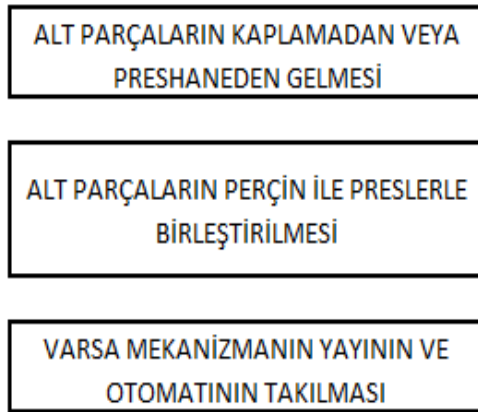 ALT PARÇALARIN KAPLAMADAN VEYA
PRESHANEDEN GELMESİ
ALT PARÇALARIN PERÇİN İLE PRESLERLE
BİRLEŞTİRİLMESİ
VARSA MEKANİZMANIN YAYININ VE
OTOMATININ TAKILMASI